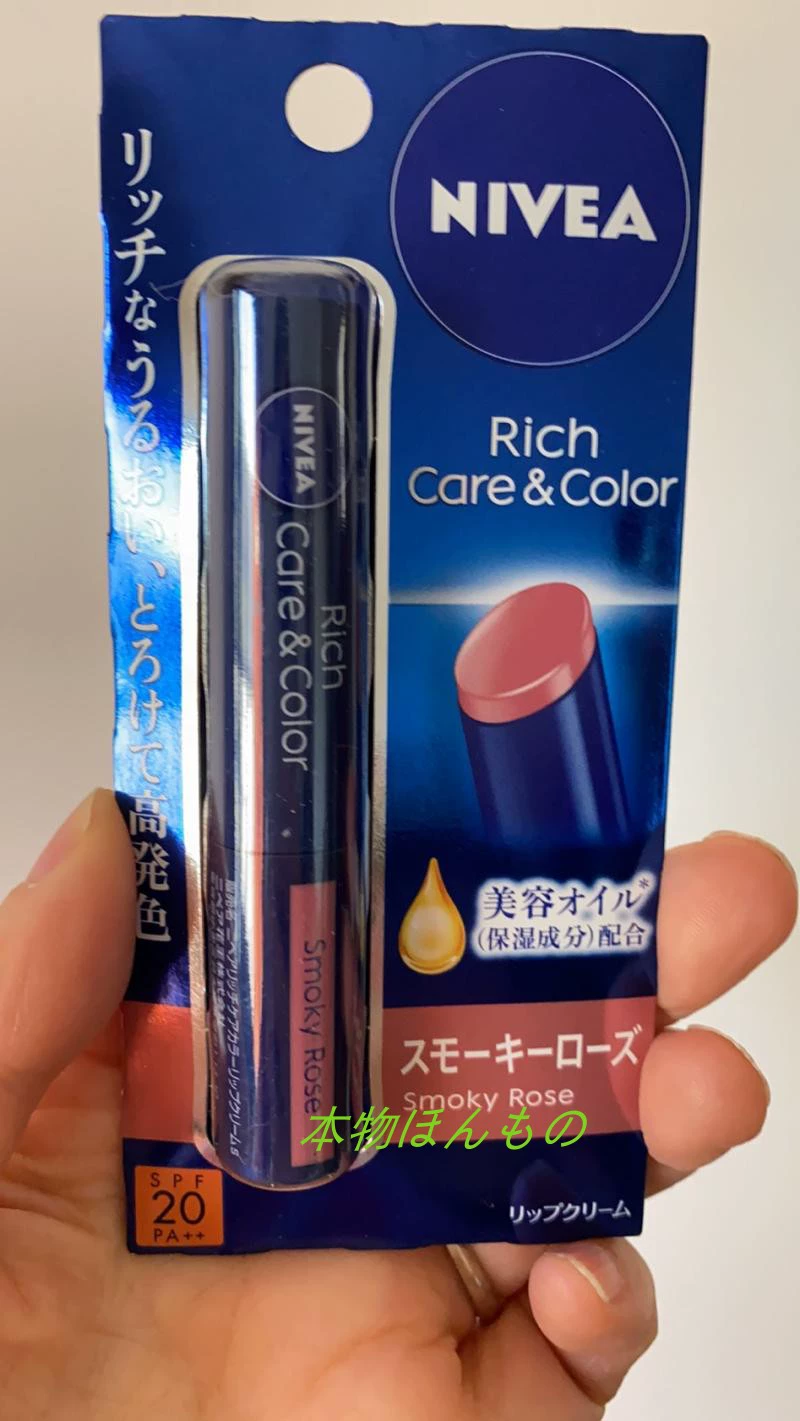 リッチなうるおい、とろけて高発色
NIVEA
Rich
Care & Color
NIVEA
Rich
Care & Color
Smoky Rose
美容オイル*
(保湿成分)配合
スモーキーローズ
Smoky Rose
本物ほんもの
SPF
20
PA++
リップクリーム